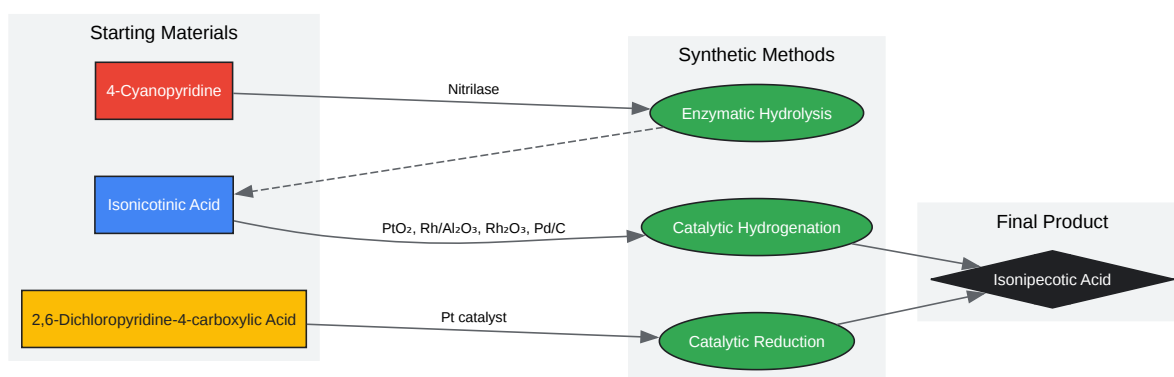 Starting Materials
4-Cyanopyridine
Isonicotinic Acid
2,6-Dichloropyridine-4-carboxylic Acid
Nitrilase
PtO₂, Rh/Al₂O₃, Rh₂O₃, Pd/C
Pt catalyst
Synthetic Methods
Enzymatic Hydrolysis
Catalytic Hydrogenation
Catalytic Reduction
Final Product
Isonipecotic Acid